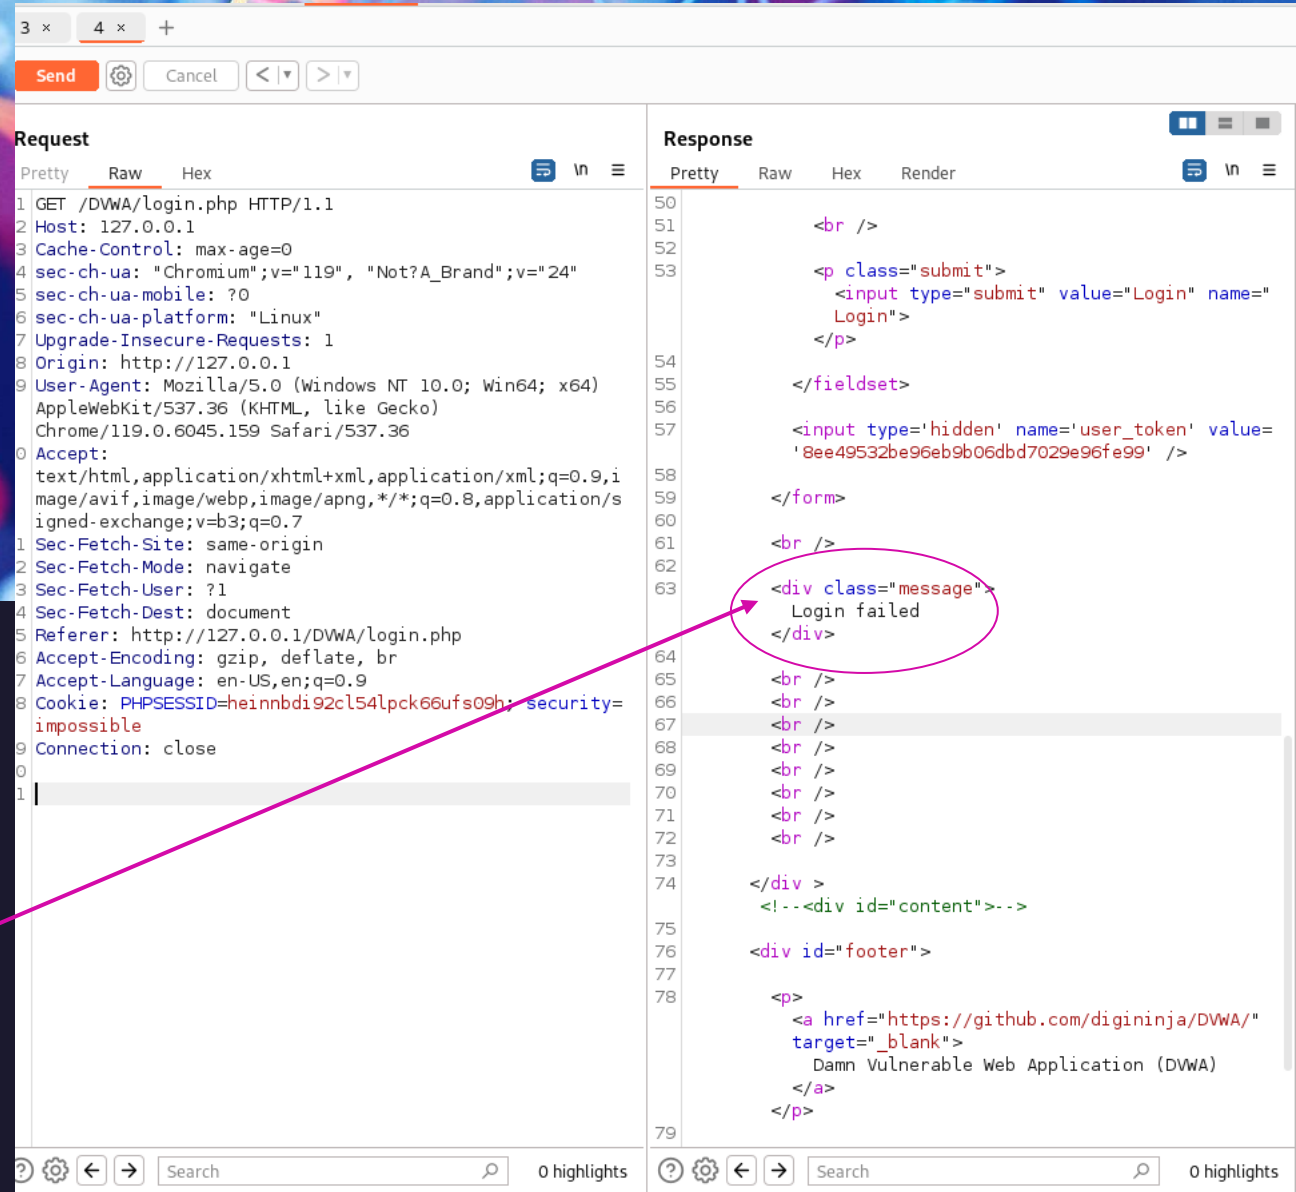 3 ×
4 ×
+
Send
Cancel
< | ▼
> | ▼
Request
Pretty
Raw
Hex
\n
1 GET /DVWA/login.php HTTP/1.1
2 Host: 127.0.0.1
3 Cache-Control: max-age=0
4 sec-ch-ua: "Chromium";v="119", "Not?A_Brand";v="24"
5 sec-ch-ua-mobile: ?0
6 sec-ch-ua-platform: "Linux"
7 Upgrade-Insecure-Requests: 1
8 Origin: http://127.0.0.1
9 User-Agent: Mozilla/5.0 (Windows NT 10.0; Win64; x64)
AppleWebKit/537.36 (KHTML, like Gecko)
Chrome/119.0.6045.159 Safari/537.36
0 Accept:
text/html,application/xhtml+xml,application/xml;q=0.9,i
mage/avif,image/webp,image/apng,*/*;q=0.8,application/s
igned-exchange;v=b3;q=0.7
1 Sec-Fetch-Site: same-origin
2 Sec-Fetch-Mode: navigate
3 Sec-Fetch-User: ?1
4 Sec-Fetch-Dest: document
5 Referer: http://127.0.0.1/DVWA/login.php
6 Accept-Encoding: gzip, deflate, br
7 Accept-Language: en-US,en;q=0.9
8 Cookie: PHPSESSID=heinnbdi92cl54lpck66ufs09h; security=
impossible
9 Connection: close
0
1
Search
0 highlights
Response
Pretty
Raw
Hex
Render
\n
50
51 <br />
52
53 <p class="submit">
<input type="submit" value="Login" name="
Login">
</p>
54
55 </fieldset>
56
57 <input type='hidden' name='user_token' value=
'8ee49532be96eb9b06dbd7029e96fe99' />
58
59 </form>
60
61 <br />
62
63 <div class="message">
Login failed
</div>
64
65 <br />
66 <br />
67 <br />
68 <br />
69 <br />
70 <br />
71 <br />
72 <br />
73
74 </div >
<!--<div id="content">-->
75
76 <div id="footer">
77
78 <p>
<a href="https://github.com/digininja/DVWA/"
target="_blank">
Damn Vulnerable Web Application (DVWA)
</a>
</p>
79
Search
0 highlights